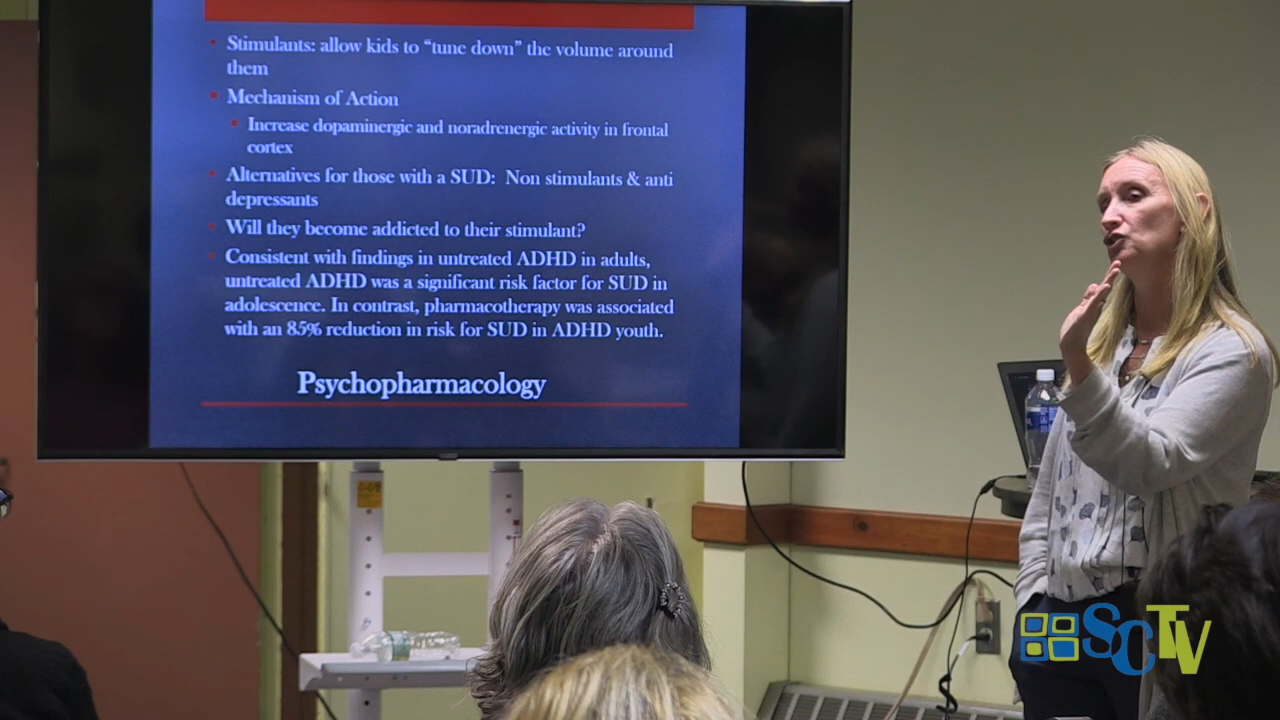 Stimulants: allow kids to “tune down” the volume around
them
Mechanism of Action
Increase dopaminergic and noradrenergic activity in frontal
cortex
Alternatives for those with a SUD: Non stimulants & anti
depressants
Will they become addicted to their stimulant?
Consistent with findings in untreated ADHD in adults,
untreated ADHD was a significant risk factor for SUD in
adolescence. In contrast, pharmacotherapy was associated
with an 85% reduction in risk for SUD in ADHD youth.
Psychopharmacology
SCTV